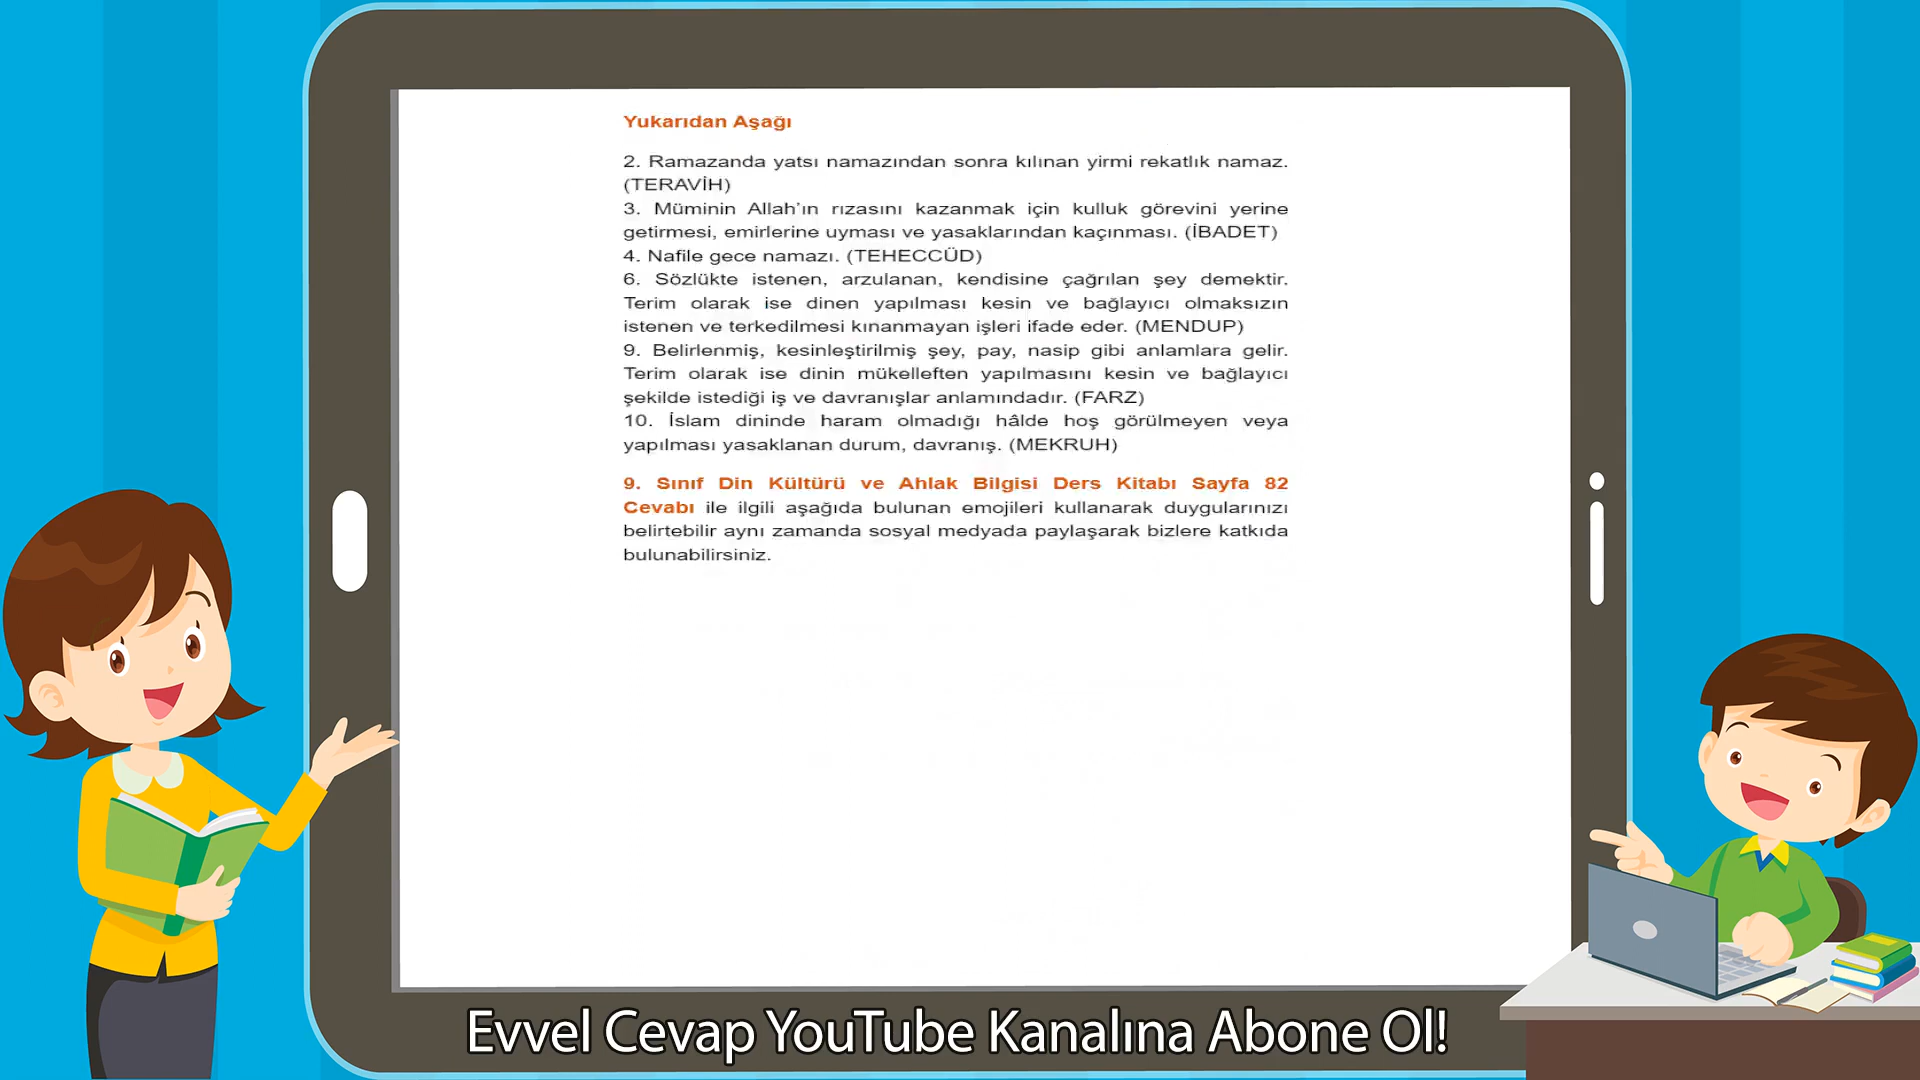 Yukarıdan Aşağı
2. Ramazanda yatsı namazından sonra kılınan yirmi rekatlık namaz.
(TERAVİH)
3. Müminin Allah'ın rızasını kazanmak için kulluk görevini yerine
getirmesi, emirlerine uyması ve yasaklarından kaçınması. (İBADET)
4. Nafile gece namazı. (TEHECCÜD)
6. Sözlükte istenen, arzulanan, kendisine çağrılan şey demektir.
Terim olarak ise dinen yapılması kesin ve bağlayıcı olmaksızın
istenen ve terkedilmesi kınanmayan işleri ifade eder. (MENDUP)
9. Belirlenmiş, kesinleştirilmiş şey, pay, nasip gibi anlamlara gelir.
Terim olarak ise dinin mükelleften yapılmasını kesin ve bağlayıcı
şekilde istediği iş ve davranışlar anlamındadır. (FARZ)
10. İslam dininde haram olmadığı hâlde hoş görülmeyen veya
yapılması yasaklanan durum, davranış. (MEKRUH)
9. Sınıf Din Kültürü ve Ahlak Bilgisi Ders Kitabı Sayfa 82
Cevabı ile ilgili aşağıda bulunan emojileri kullanarak duygularınızı
belirtebilir aynı zamanda sosyal medyada paylaşarak bizlere katkıda
bulunabilirsiniz.
Evvel Cevap YouTube Kanalına Abone Ol!